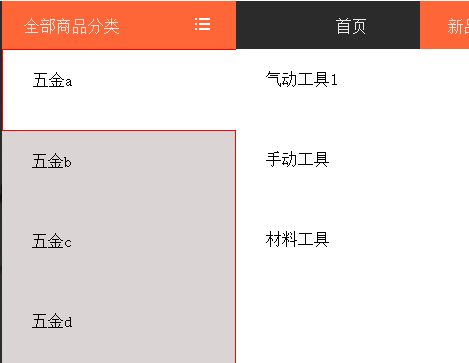 全部商品分类 首页 新品
五金a 气动工具1
五金b 手动工具
五金c 材料工具
五金d